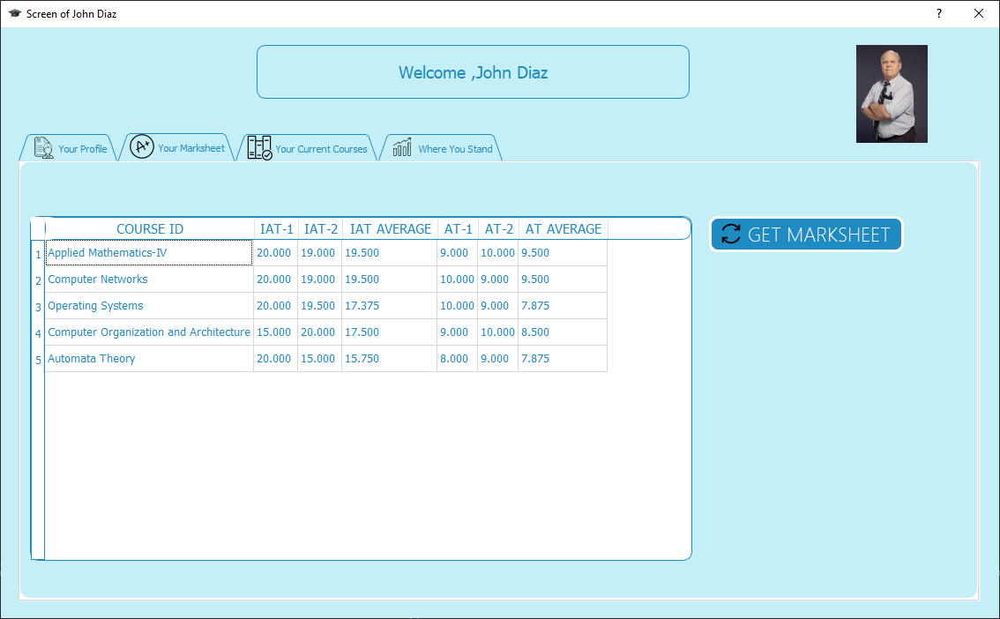 Screen of John Diaz ?
Welcome ,John Diaz
Your Profile A+ Your Marksheet Your Current Courses Where You Stand
COURSE ID IAT-1 IAT-2 IAT AVERAGE AT-1 AT-2 AT AVERAGE
GET MARKSHEET
1 Applied Mathematics-IV 20.000 19.000 19.500 9.000 10.000 9.500
2 Computer Networks 20.000 19.000 19.500 10.000 9.000 9.500
3 Operating Systems 20.000 19.500 17.375 10.000 9.000 7.875
4 Computer Organization and Architecture 15.000 20.000 17.500 9.000 10.000 8.500
5 Automata Theory 20.000 15.000 15.750 8.000 9.000 7.875